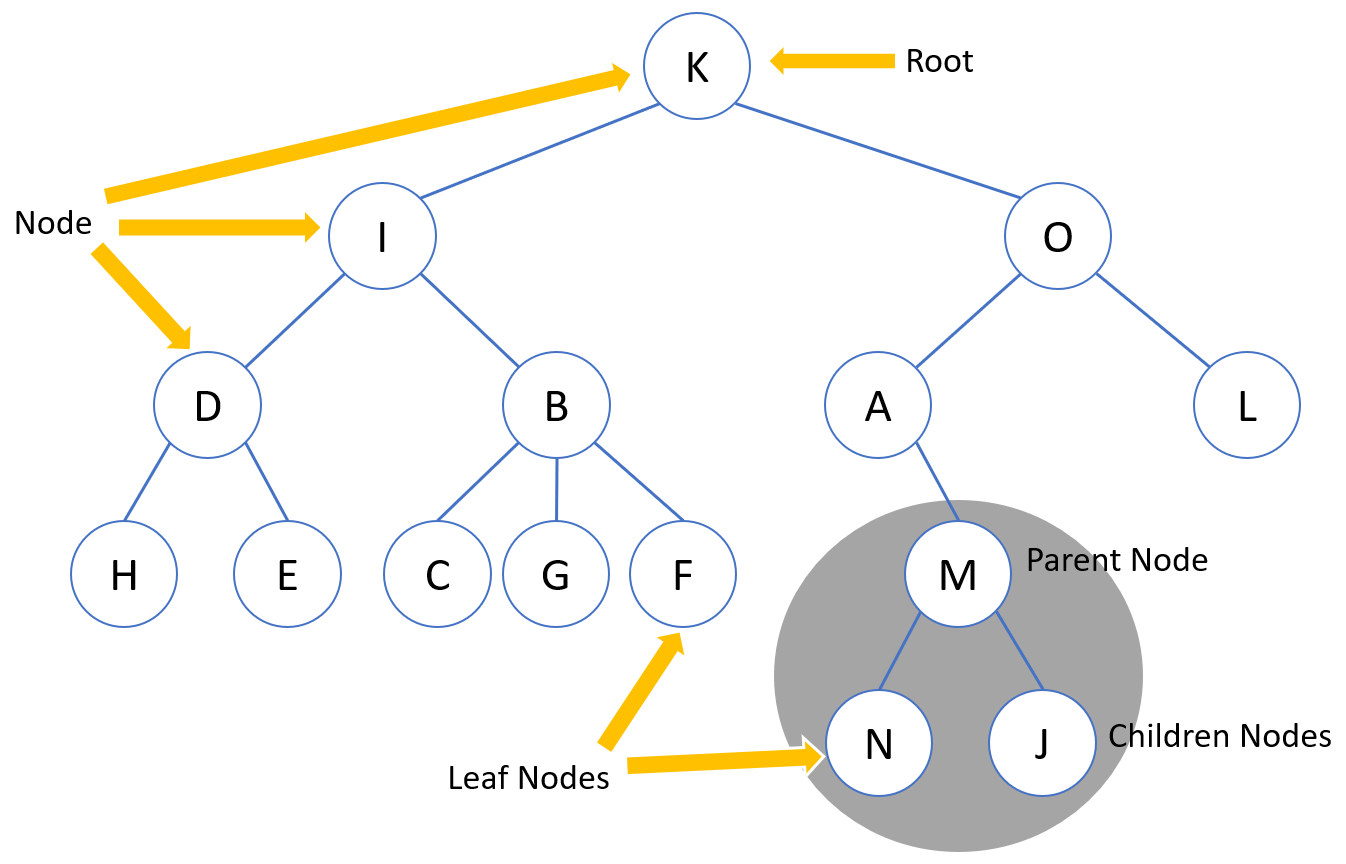 K
Root
Node
I
O
D
B
A
L
H
E
C
G
F
M
Parent Node
N
J
Children Nodes
Leaf Nodes